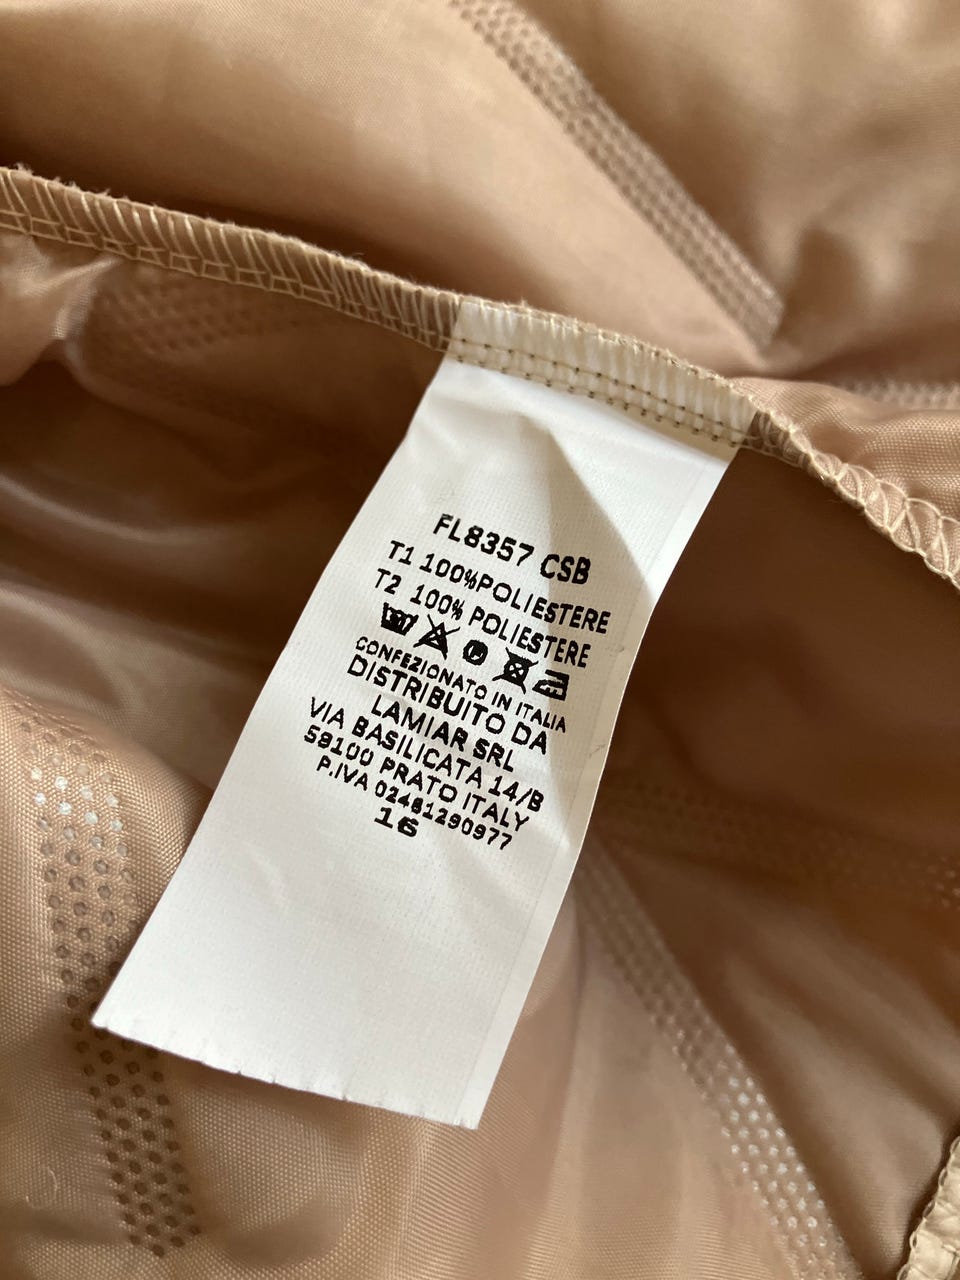 FL8357 CSB
T1 100%POLIESTERE
T2 100% POLIESTERE
CONFEZIONATO IN ITALIA
DISTRIBUITO DA
LAMIAR SRL
VIA BASILICATA 14/B
59100 PRATO ITALY
P.IVA 02481290977
16